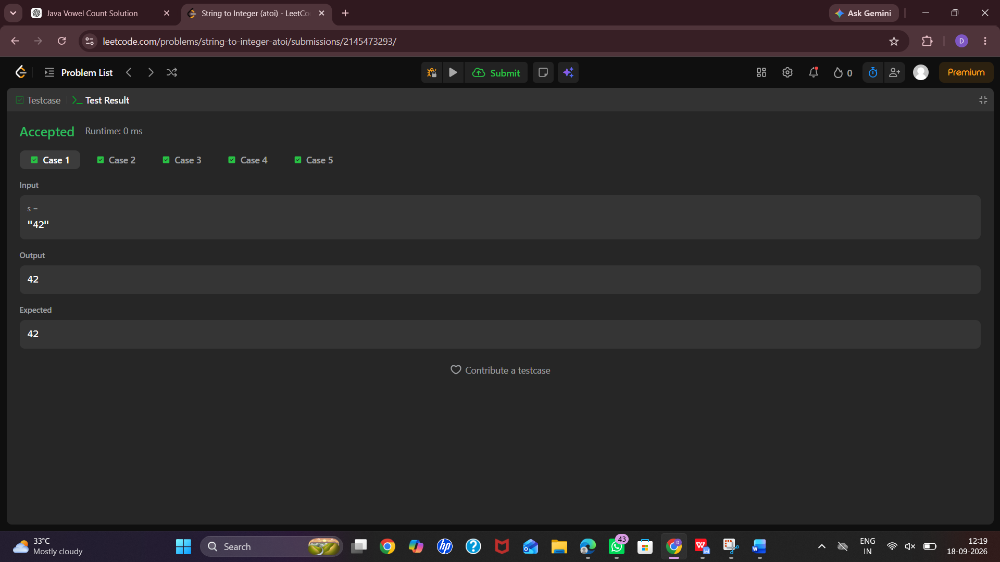 Java Vowel Count Solution
String to Integer (atoi) - LeetCo
Ask Gemini
leetcode.com/problems/string-to-integer-atoi/submissions/2145473293/
D
Problem List
Submit
0
Premium
Testcase
Test Result
Accepted
Runtime: 0 ms
Case 1
Case 2
Case 3
Case 4
Case 5
Input
s =
"42"
Output
42
Expected
42
Contribute a testcase
33°C
Mostly cloudy
Search
hp
43
D
ENG
IN
12:19
18-09-2026